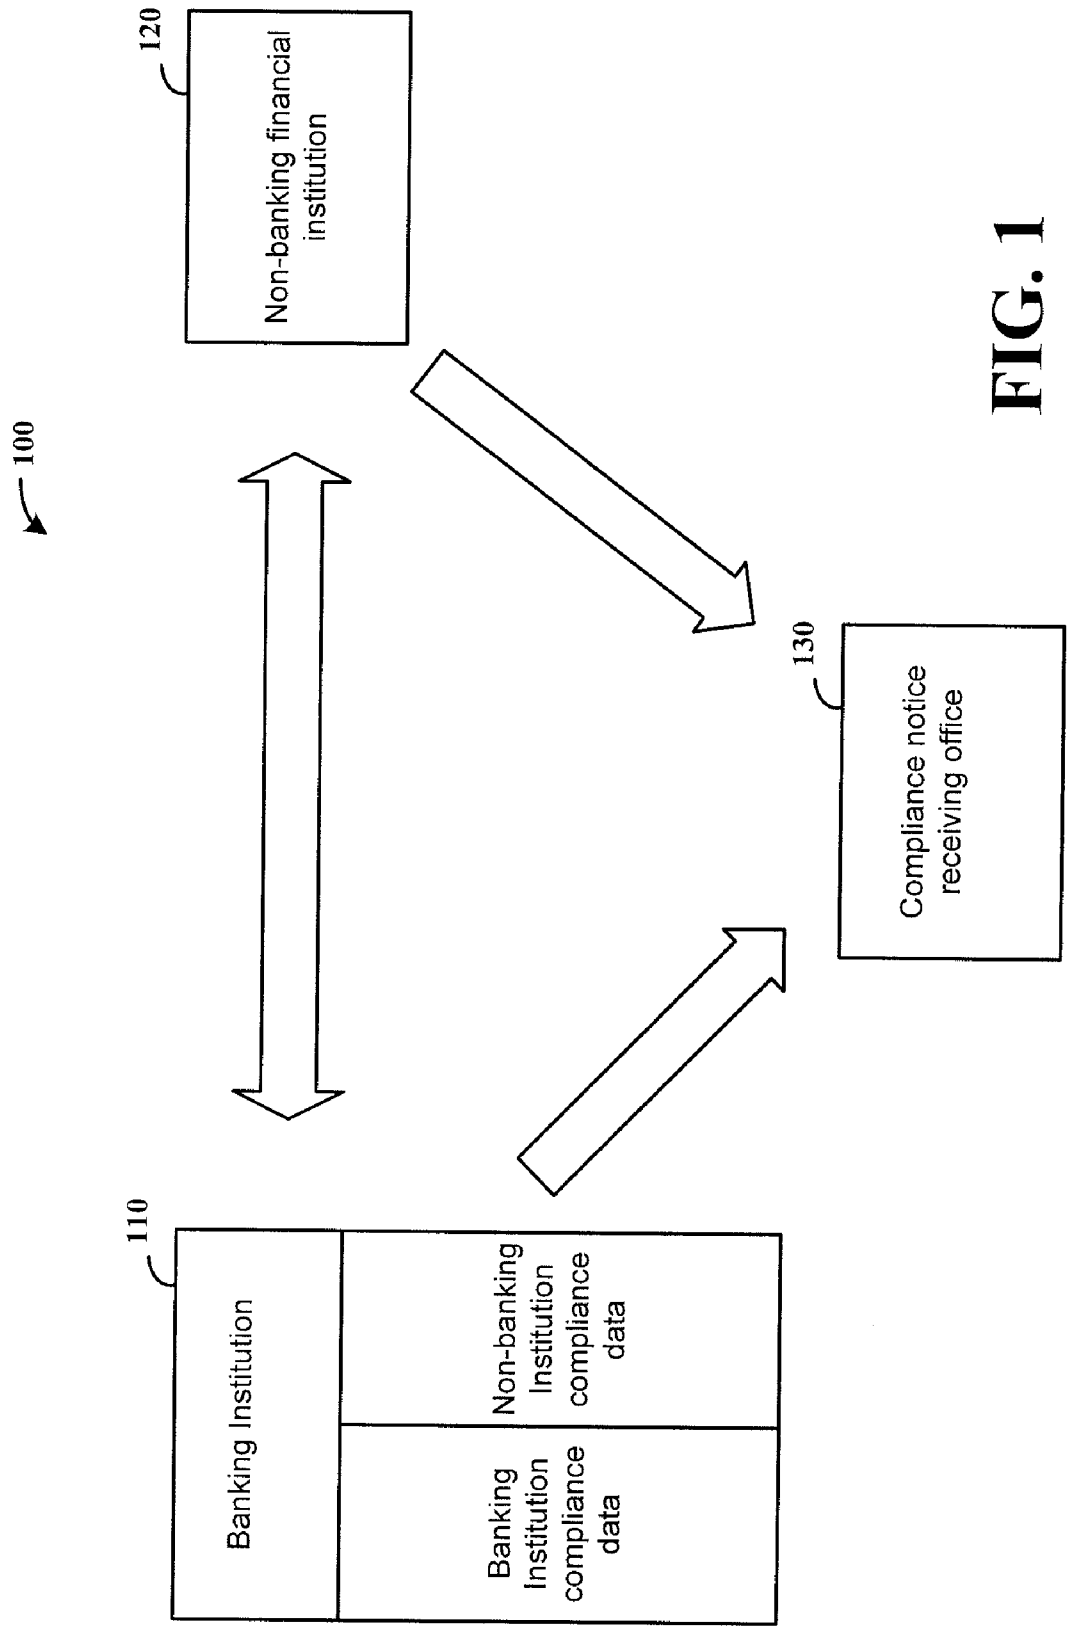 100
110
Banking Institution
Banking
Institution
compliance
data
Non-banking
Institution
compliance
data
120
Non-banking financial
institution
130
Compliance notice
receiving office
FIG. 1